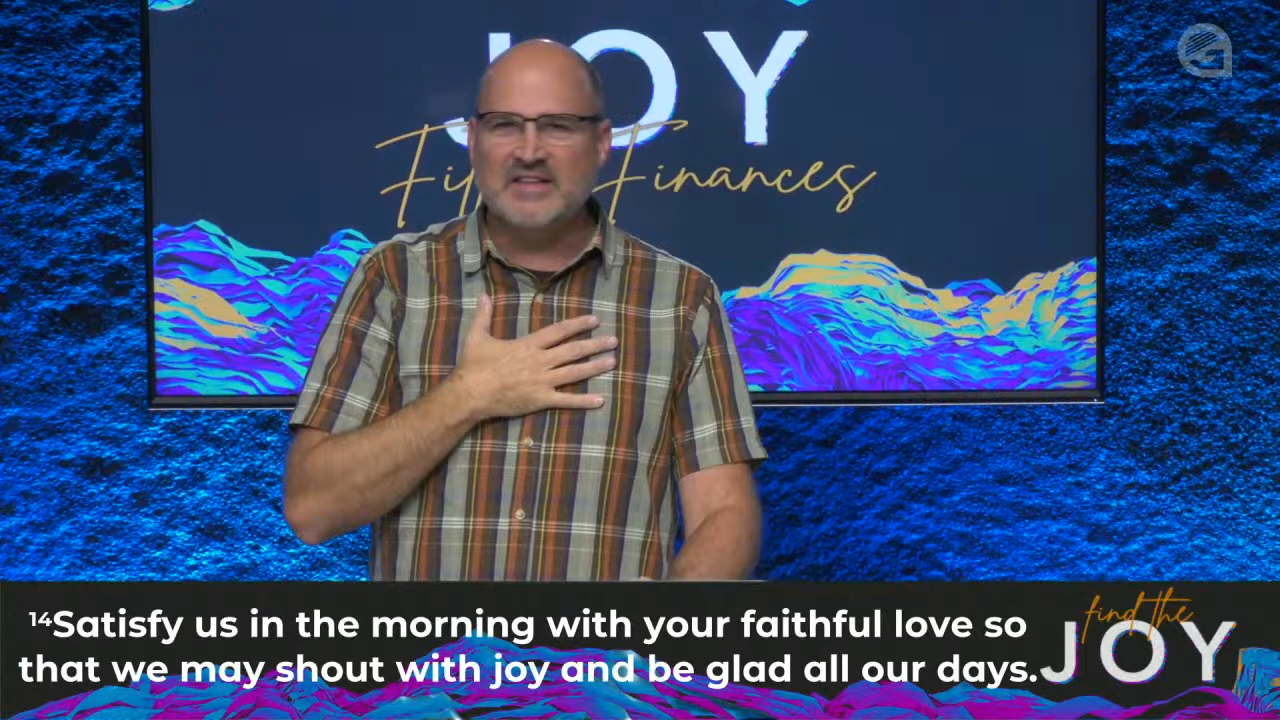 JOY
Finances
¹⁴Satisfy us in the morning with your faithful love so
that we may shout with joy and be glad all our days.
find the
JOY